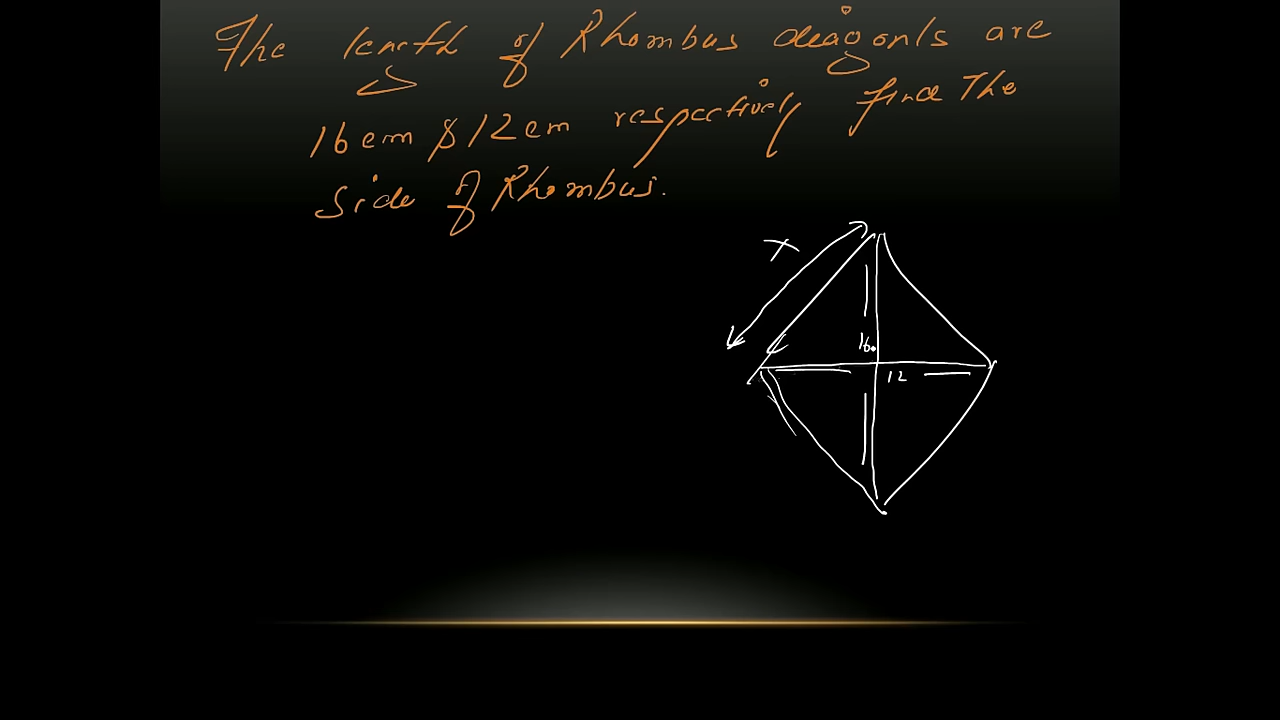 The length of Rhombus diagonls are
16cm & 12cm respectively find The
side of Rhombus.
x
16
12